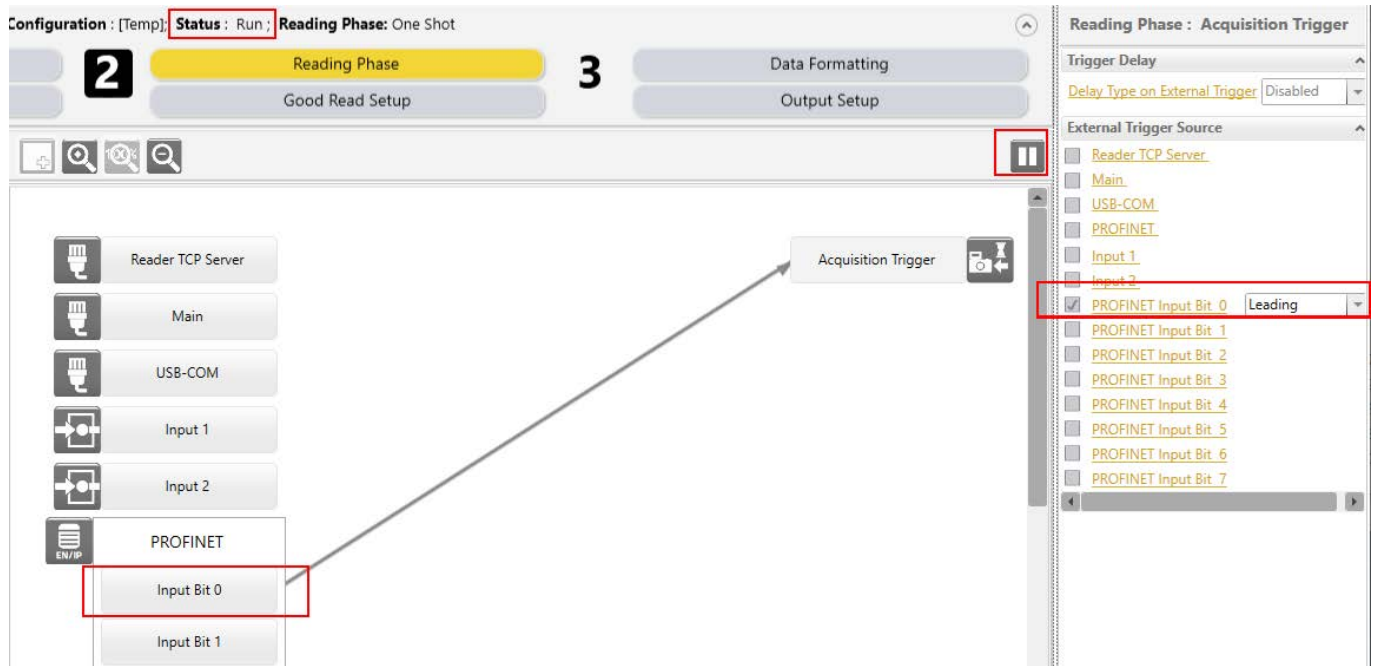 Configuration : [Temp]; Status : Run ; Reading Phase: One Shot
2
Reading Phase
Good Read Setup
3
Data Formatting
Output Setup
100%
Reader TCP Server
Main
USB-COM
Input 1
Input 2
EN/IP
PROFINET
Input Bit 0
Input Bit 1
Acquisition Trigger
Reading Phase : Acquisition Trigger
Trigger Delay
Delay Type on External Trigger Disabled
External Trigger Source
Reader TCP Server
Main
USB-COM
PROFINET
Input 1
Input 2
PROFINET Input Bit 0 Leading
PROFINET Input Bit 1
PROFINET Input Bit 2
PROFINET Input Bit 3
PROFINET Input Bit 4
PROFINET Input Bit 5
PROFINET Input Bit 6
PROFINET Input Bit 7